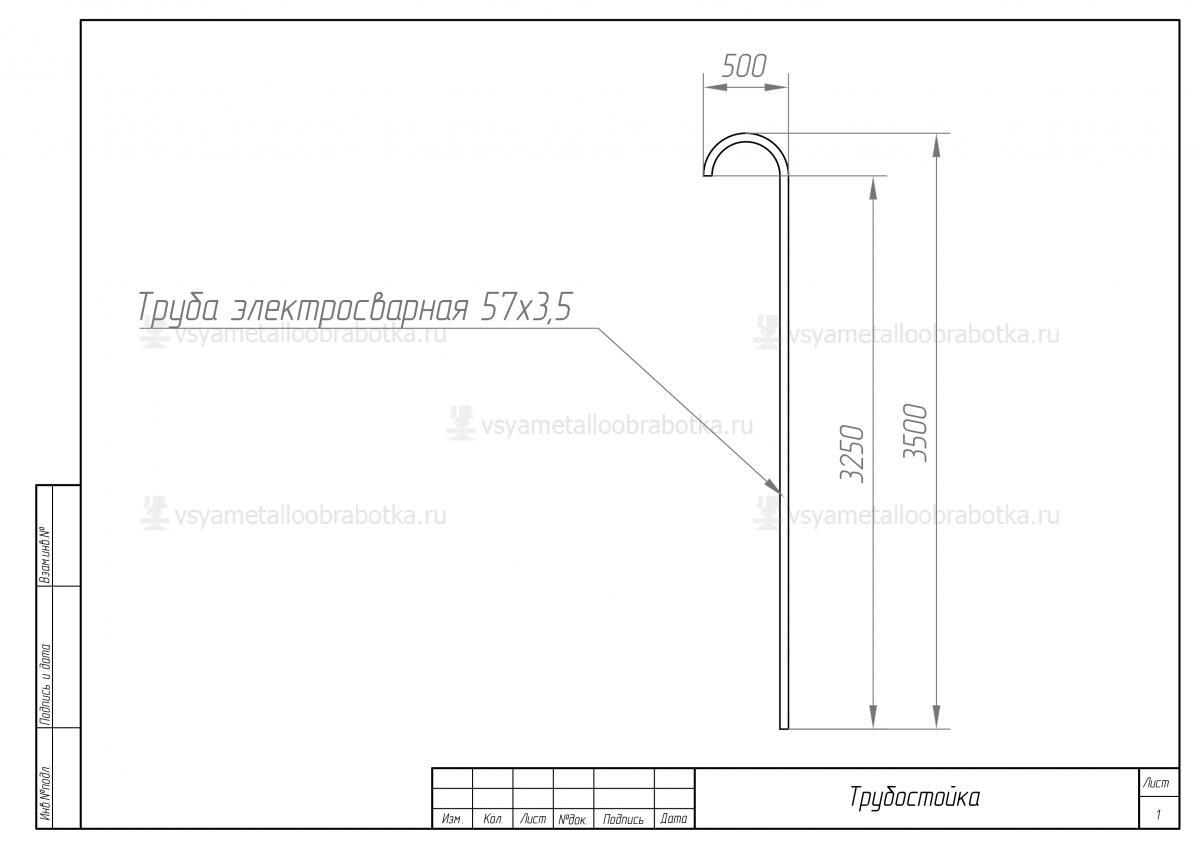 500
Труба электросварная 57х3,5
vsyametalloobrabotka.ru
vsyametalloobrabotka.ru
vsyametalloobrabotka.ru
3250
3500
vsyametalloobrabotka.ru
vsyametalloobrabotka.ru
Взам.инв.№
Подпись и дата
Инв.№подл.
Изм.
Кол.
Лист
№док.
Подпись
Дата
Трубостойка
Лист
1